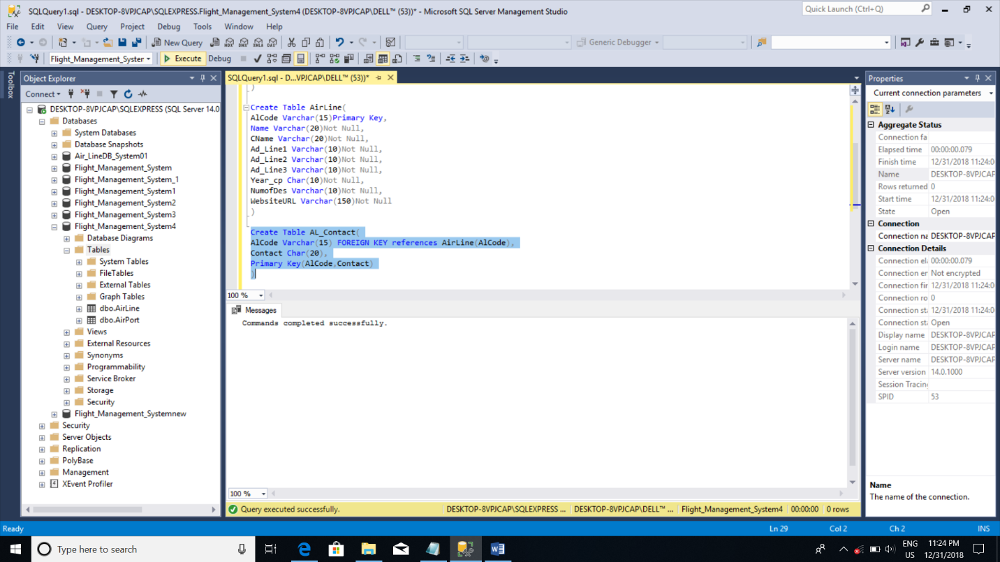 SQLQuery1.sql - DESKTOP-8VPJCAP\SQLEXPRESS.Flight_Management_System4 (DESKTOP-8VPJCAP\DELL™ (53))* - Microsoft SQL Server Management Studio
Quick Launch (Ctrl+Q)
File Edit View Query Project Debug Tools Window Help
New Query
Generic Debugger
Flight_Management_Syster Execute Debug
Toolbox
Object Explorer
Connect
DESKTOP-8VPJCAP\SQLEXPRESS (SQL Server 14.0
Databases
System Databases
Database Snapshots
Air_LineDB_System01
Flight_Management_System
Flight_Management_System_1
Flight_Management_System1
Flight_Management_System2
Flight_Management_System3
Flight_Management_System4
Database Diagrams
Tables
System Tables
FileTables
External Tables
Graph Tables
dbo.AirLine
dbo.AirPort
Views
External Resources
Synonyms
Programmability
Service Broker
Storage
Security
Flight_Management_Systemnew
Security
Server Objects
Replication
PolyBase
Management
XEvent Profiler
SQLQuery1.sql - D...VPJCAP\DELL™ (53))*
)
Create Table AirLine(
AlCode Varchar(15)Primary Key,
Name Varchar(20)Not Null,
CName Varchar(20)Not Null,
Ad_Line1 Varchar(10)Not Null,
Ad_Line2 Varchar(10)Not Null,
Ad_Line3 Varchar(10)Not Null,
Year_cp Char(10)Not Null,
NumofDes Varchar(10)Not Null,
WebsiteURL Varchar(150)Not Null
)
Create Table AL_Contact(
AlCode Varchar(15) FOREIGN KEY references AirLine(AlCode),
Contact Char(20),
Primary Key(AlCode,Contact)
)
100 %
Messages
Commands completed successfully.
100 %
Query executed successfully. DESKTOP-8VPJCAP\SQLEXPRESS ... DESKTOP-8VPJCAP\DELL™ ... Flight_Management_System4 00:00:00 0 rows
Properties
Current connection parameters
Aggregate Status
Connection fa
Elapsed time 00:00:00.079
Finish time 12/31/2018 11:24:0
Name DESKTOP-8VPJCAP
Rows returned 0
Start time 12/31/2018 11:24:0
State Open
Connection
Connection na DESKTOP-8VPJCAP
Connection Details
Connection el 00:00:00.079
Connection er Not encrypted
Connection fir 12/31/2018 11:24:0
Connection ro 0
Connection st 12/31/2018 11:24:0
Connection st Open
Display name DESKTOP-8VPJCAP
Login name DESKTOP-8VPJCAP
Server name DESKTOP-8VPJCAP
Server version 14.0.1000
Session Tracin
SPID 53
Name
The name of the connection.
Ready Ln 29 Col 2 Ch 2 INS
Type here to search
ENG
US
11:24 PM
12/31/2018